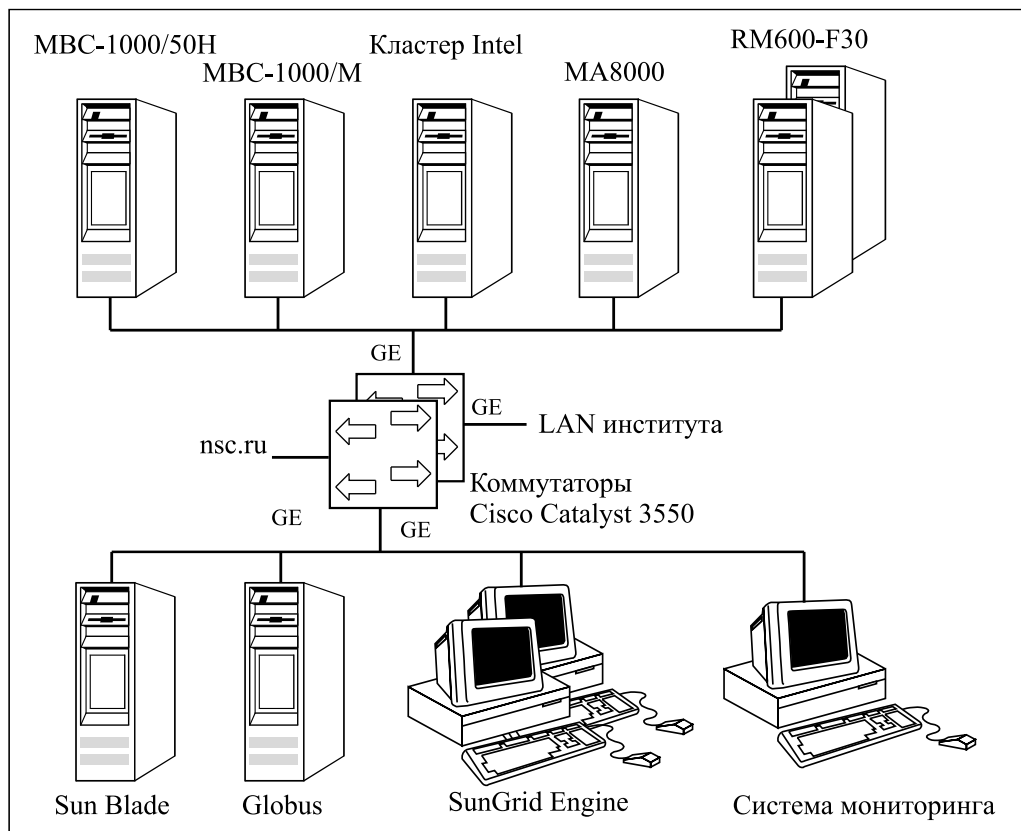 МВС-1000/50Н
МВС-1000/М
Кластер Intel
MA8000
RM600-F30
GE
GE
LAN института
nsc.ru
Коммутаторы
Cisco Catalyst 3550
GE
GE
Sun Blade
Globus
SunGrid Engine
Система мониторинга